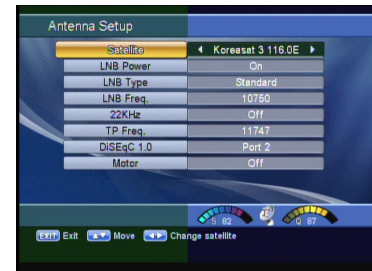 Antenna Setup
Satellite Koreasat 3 116.0E
LNB Power On
LNB Type Standard
LNB Freq. 10750
22KHz Off
TP Freq. 11747
DiSEqC 1.0 Port 2
Motor Off
S 82 Q 87
EXIT Exit Move Change satellite